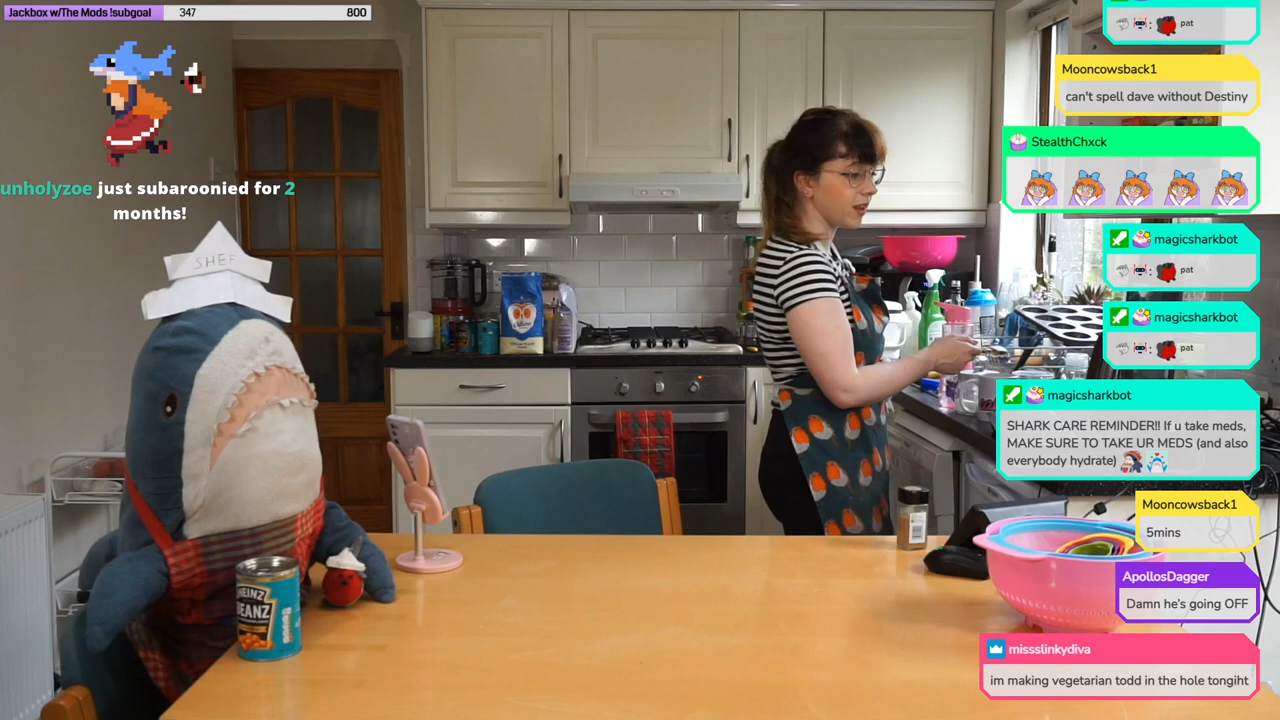 Jackbox w/The Mods !subgoal 347 800
unholyzoe just subaroonied for 2
months!
SHEF
HEINZ
BEANZ
: pat
Mooncowsback1
can't spell dave without Destiny
StealthChxck
magicsharkbot
: pat
magicsharkbot
: pat
magicsharkbot
SHARK CARE REMINDER!! If u take meds,
MAKE SURE TO TAKE UR MEDS (and also
everybody hydrate)
Mooncowsback1
5mins
ApollosDagger
Damn he's going OFF
missslinkydiva
im making vegetarian todd in the hole tongiht